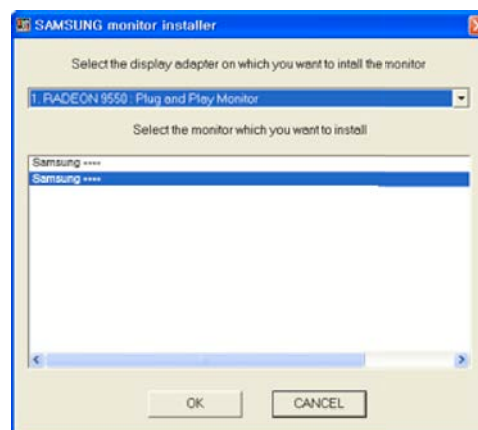 SAMSUNG monitor installer
Select the display adapter on which you want to intall the monitor
1. RADEON 9550 : Plug and Play Monitor
Select the monitor which you want to install
Samsung ****
Samsung ****
OK
CANCEL